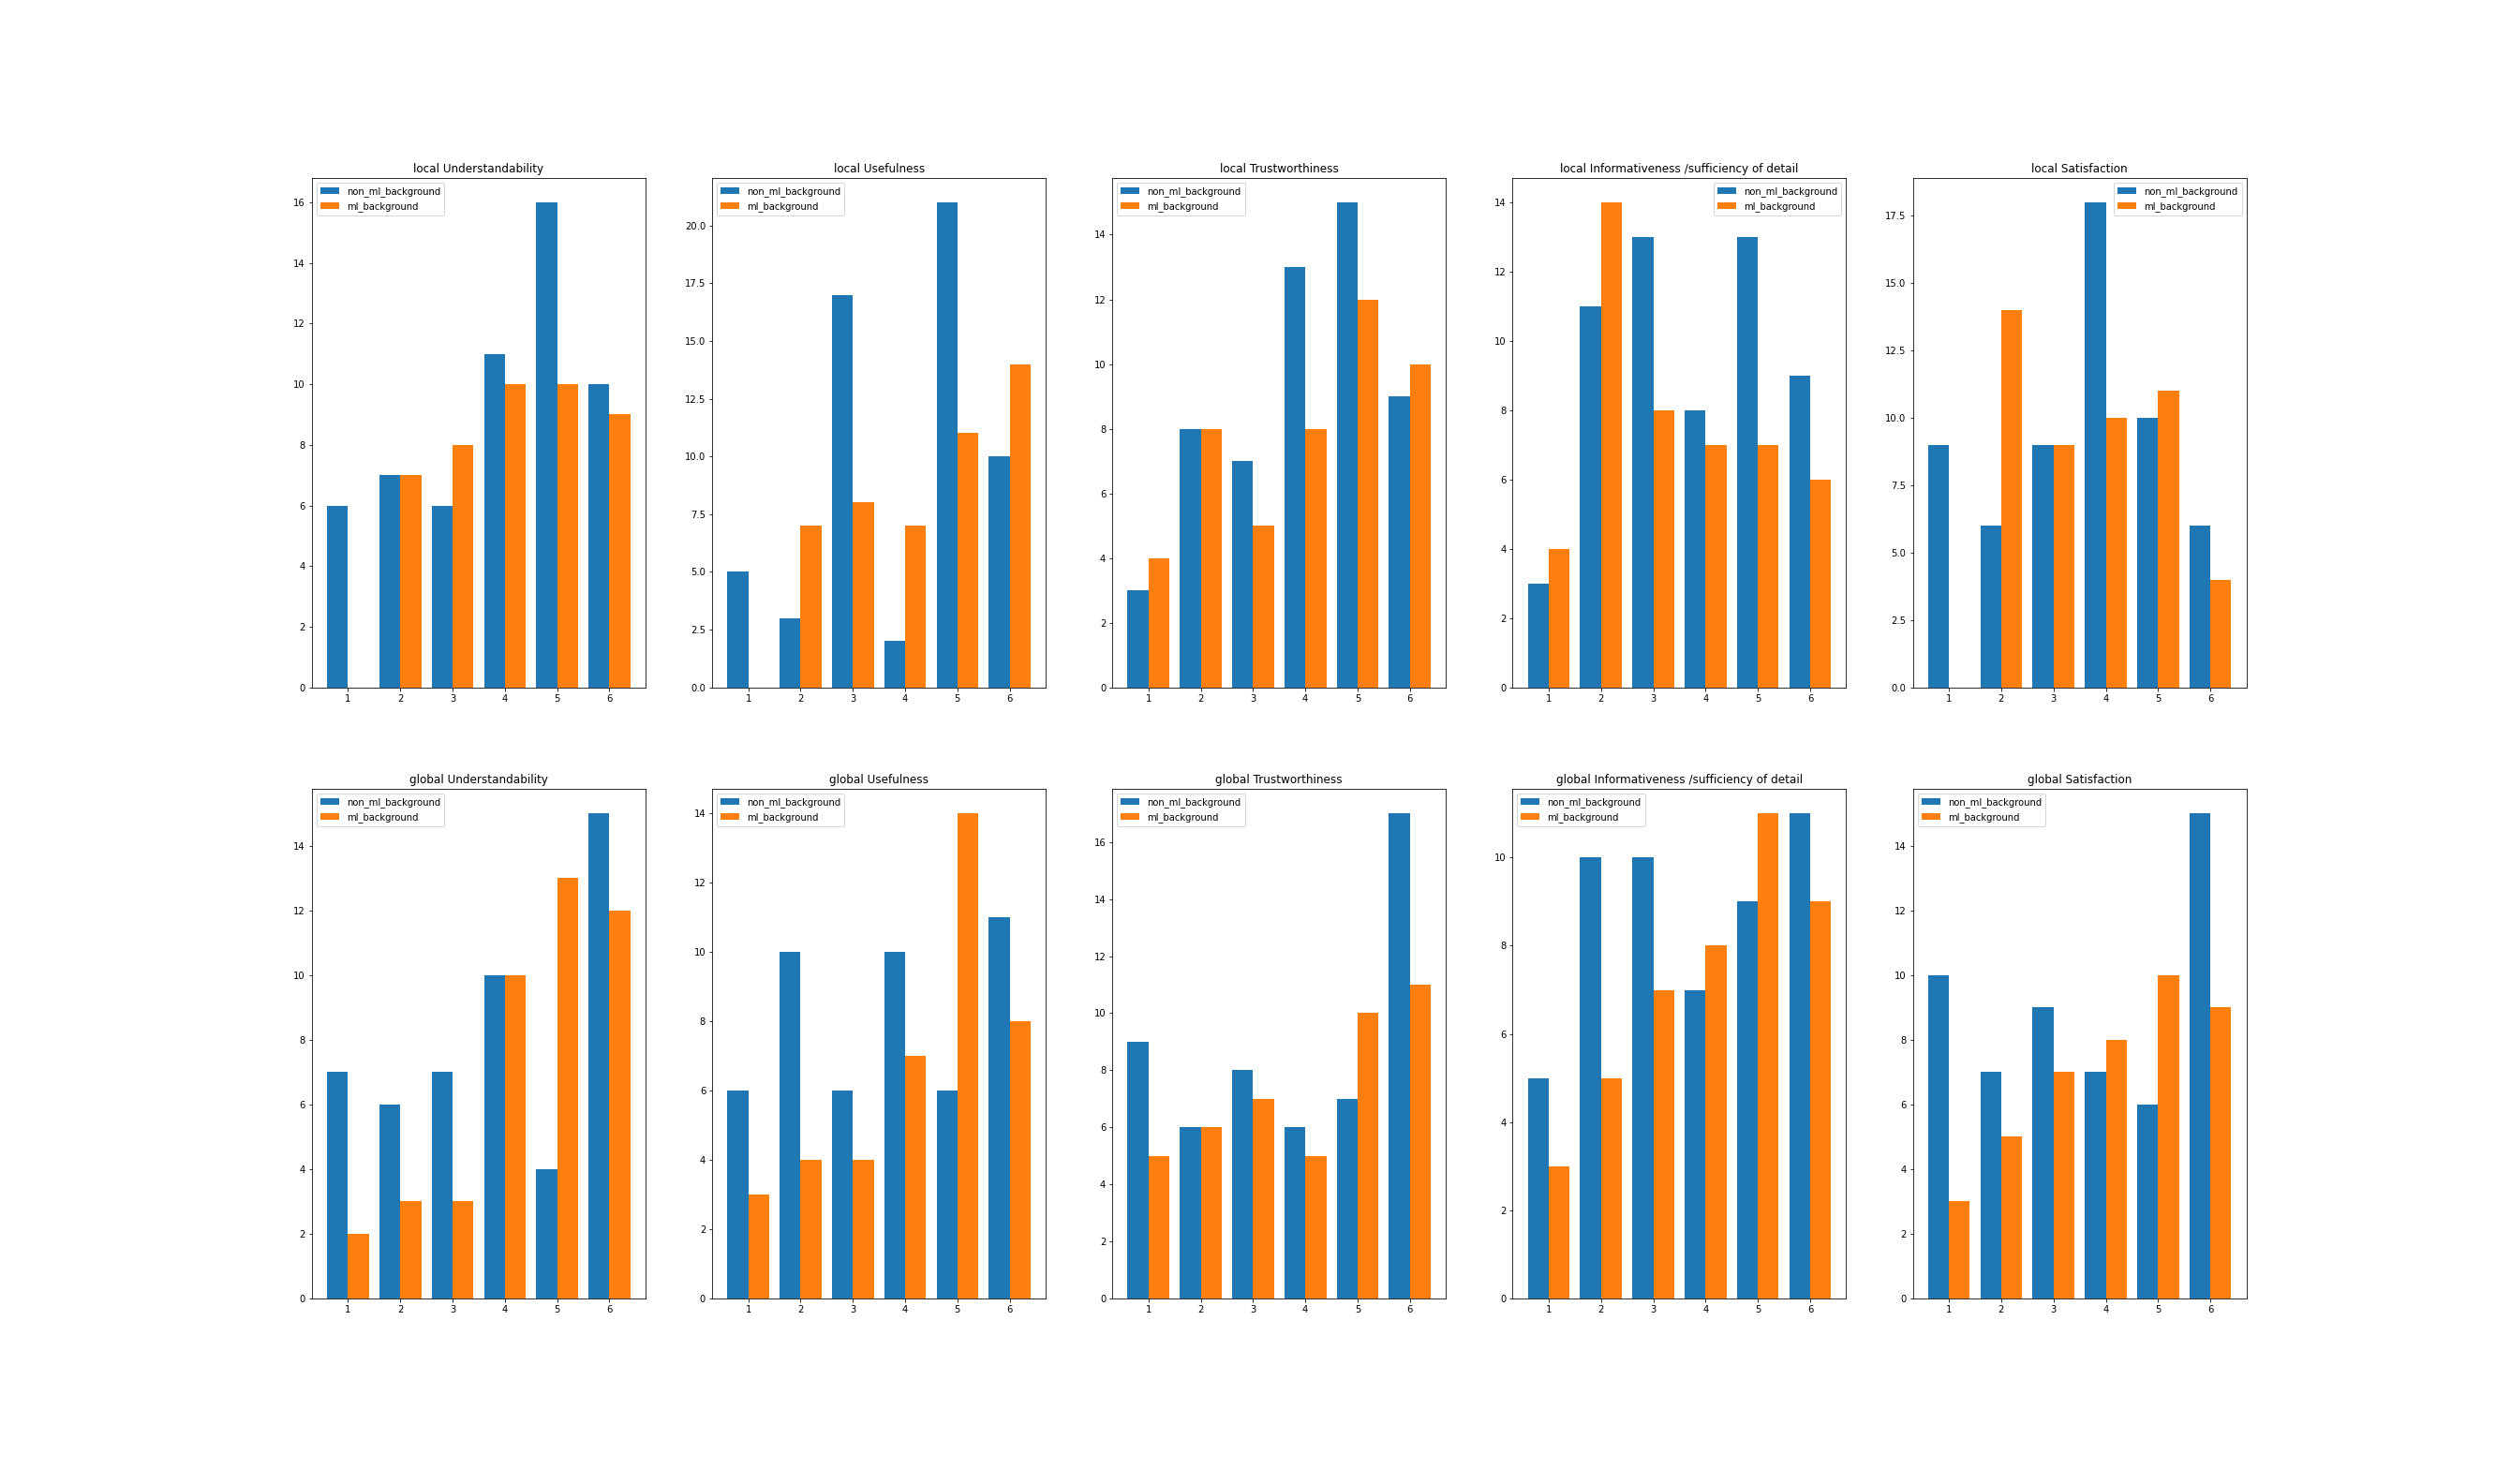 local Understandability
non_ml_background
ml_background
16
14
12
10
8
6
4
2
0
1 2 3 4 5 6
local Usefulness
non_ml_background
ml_background
20.0
17.5
15.0
12.5
10.0
7.5
5.0
2.5
0.0
1 2 3 4 5 6
local Trustworthiness
non_ml_background
ml_background
14
12
10
8
6
4
2
0
1 2 3 4 5 6
local Informativeness /sufficiency of detail
non_ml_background
ml_background
14
12
10
8
6
4
2
0
1 2 3 4 5 6
local Satisfaction
non_ml_background
ml_background
17.5
15.0
12.5
10.0
7.5
5.0
2.5
0.0
1 2 3 4 5 6
global Understandability
non_ml_background
ml_background
14
12
10
8
6
4
2
0
1 2 3 4 5 6
global Usefulness
non_ml_background
ml_background
14
12
10
8
6
4
2
0
1 2 3 4 5 6
global Trustworthiness
non_ml_background
ml_background
16
14
12
10
8
6
4
2
0
1 2 3 4 5 6
global Informativeness /sufficiency of detail
non_ml_background
ml_background
10
8
6
4
2
0
1 2 3 4 5 6
global Satisfaction
non_ml_background
ml_background
14
12
10
8
6
4
2
0
1 2 3 4 5 6